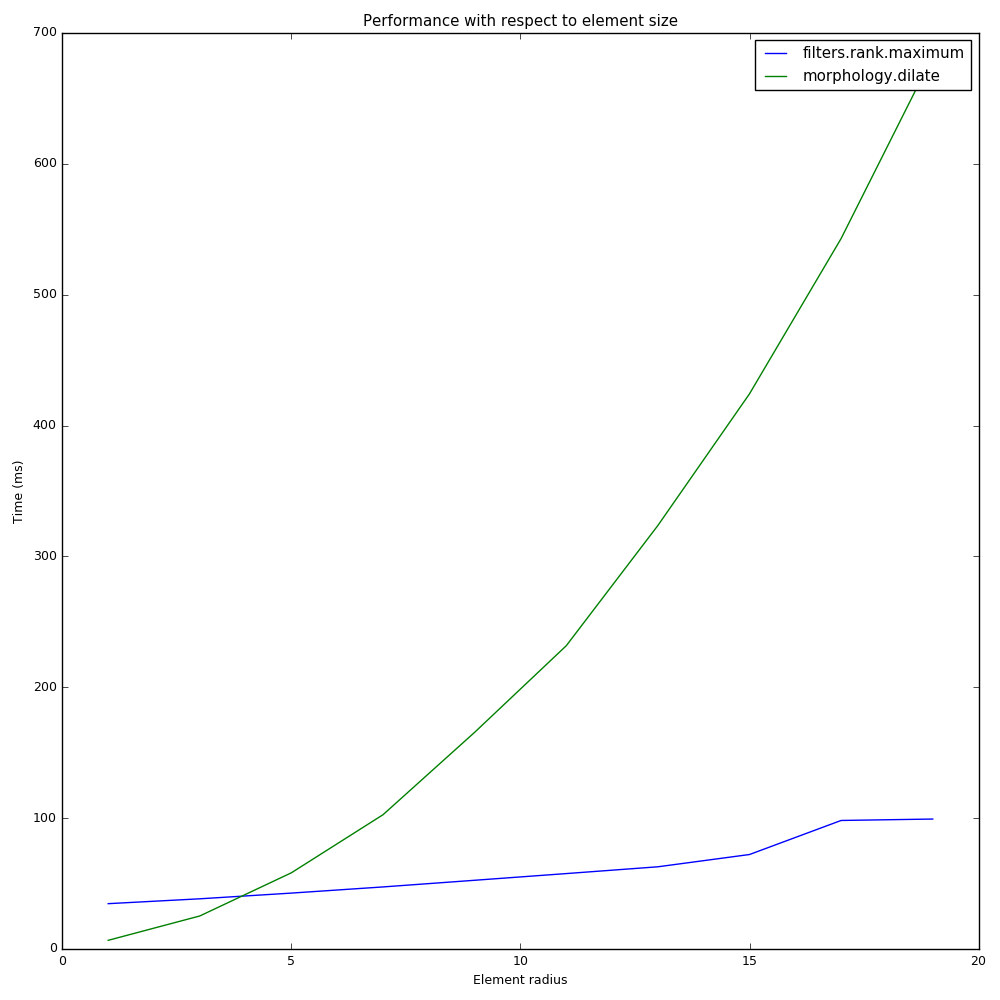 Performance with respect to element size
700
600
500
400
300
200
100
0
Time (ms)
filters.rank.maximum
morphology.dilate
0 5 10 15 20
Element radius